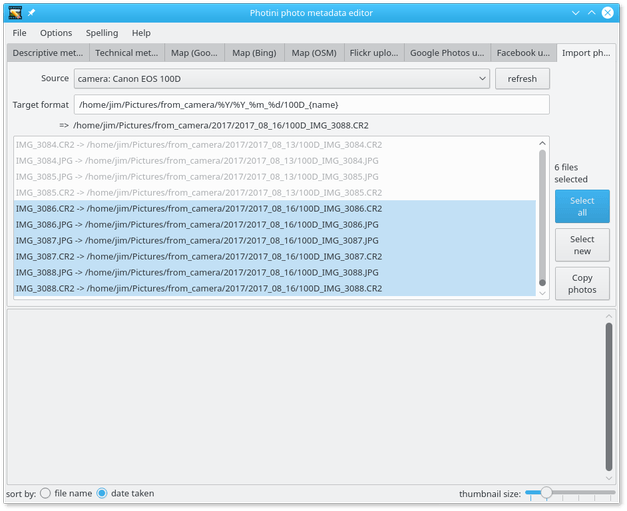 Photini photo metadata editor
File Options Spelling Help
Descriptive met... Technical met... Map (Goo... Map (Bing) Map (OSM) Flickr uplo... Google Photos u... Facebook u... Import ph...
Source camera: Canon EOS 100D refresh
Target format /home/jim/Pictures/from_camera/%Y/%Y_%m_%d/100D_{name}
=> /home/jim/Pictures/from_camera/2017/2017_08_16/100D_IMG_3088.CR2
IMG_3084.CR2 -> /home/jim/Pictures/from_camera/2017/2017_08_13/100D_IMG_3084.CR2
IMG_3084.JPG -> /home/jim/Pictures/from_camera/2017/2017_08_13/100D_IMG_3084.JPG
IMG_3085.JPG -> /home/jim/Pictures/from_camera/2017/2017_08_13/100D_IMG_3085.JPG
IMG_3085.CR2 -> /home/jim/Pictures/from_camera/2017/2017_08_13/100D_IMG_3085.CR2
IMG_3086.CR2 -> /home/jim/Pictures/from_camera/2017/2017_08_16/100D_IMG_3086.CR2
IMG_3086.JPG -> /home/jim/Pictures/from_camera/2017/2017_08_16/100D_IMG_3086.JPG
IMG_3087.JPG -> /home/jim/Pictures/from_camera/2017/2017_08_16/100D_IMG_3087.JPG
IMG_3087.CR2 -> /home/jim/Pictures/from_camera/2017/2017_08_16/100D_IMG_3087.CR2
IMG_3088.JPG -> /home/jim/Pictures/from_camera/2017/2017_08_16/100D_IMG_3088.JPG
IMG_3088.CR2 -> /home/jim/Pictures/from_camera/2017/2017_08_16/100D_IMG_3088.CR2
6 files
selected
Select
all
Select
new
Copy
photos
sort by: file name date taken thumbnail size: